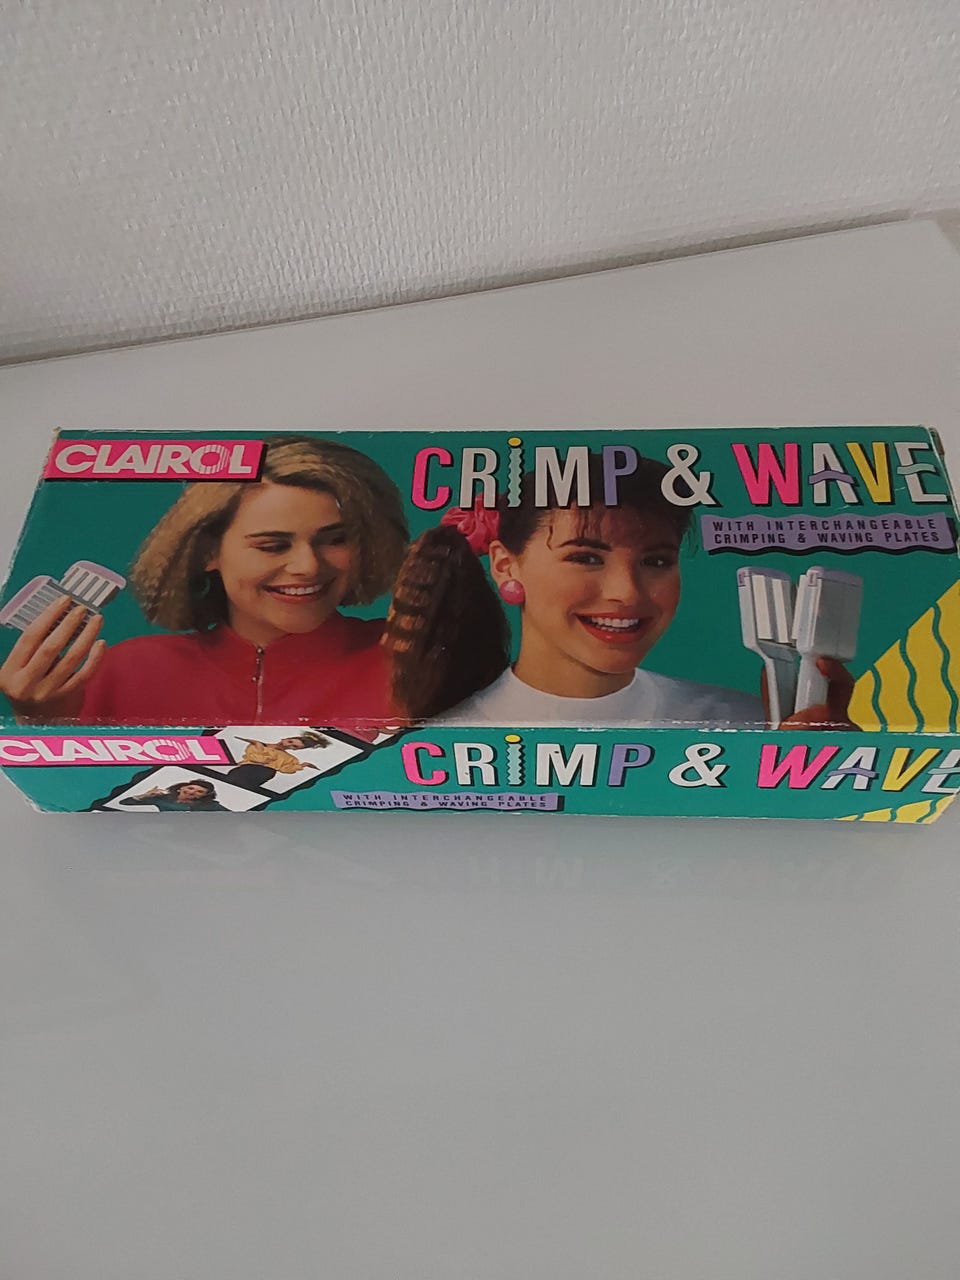 CLAIROL
CRIMP & WAVE
WITH INTERCHANGEABLE
CRIMPING & WAVING PLATES
CLAIROL
CRIMP & WAVE
WITH INTERCHANGEABLE
CRIMPING & WAVING PLATES